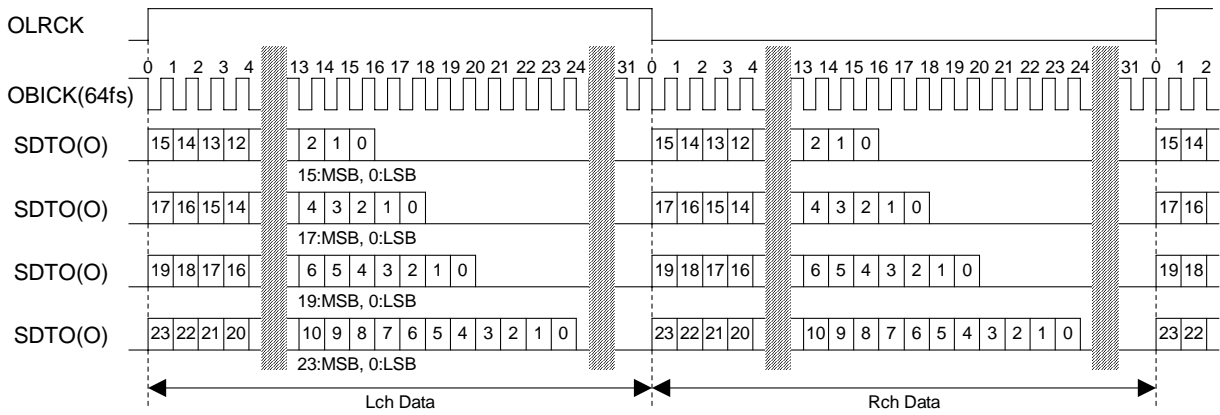 OLRCK
0 1 2 3 4 13 14 15 16 17 18 19 20 21 22 23 24 31 0 1 2 3 4 13 14 15 16 17 18 19 20 21 22 23 24 31 0 1 2
OBICK(64fs)
SDTO(O) 15 14 13 12 2 1 0 15 14 13 12 2 1 0 15 14
15:MSB, 0:LSB
SDTO(O) 17 16 15 14 4 3 2 1 0 17 16 15 14 4 3 2 1 0 17 16
17:MSB, 0:LSB
SDTO(O) 19 18 17 16 6 5 4 3 2 1 0 19 18 17 16 6 5 4 3 2 1 0 19 18
19:MSB, 0:LSB
SDTO(O) 23 22 21 20 10 9 8 7 6 5 4 3 2 1 0 23 22 21 20 10 9 8 7 6 5 4 3 2 1 0 23 22
23:MSB, 0:LSB
Lch Data Rch Data